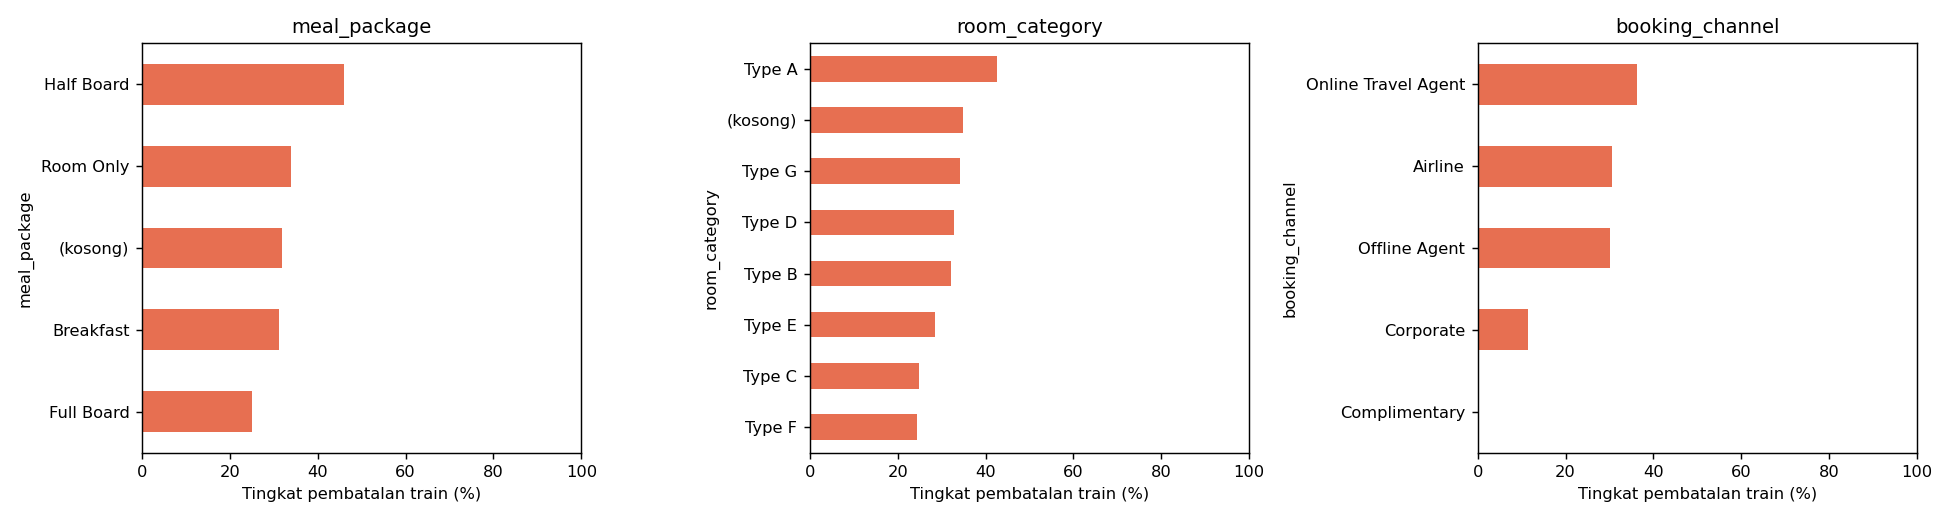 meal_package
Half Board
Room Only
(kosong)
Breakfast
Full Board
meal_package
0 20 40 60 80 100
Tingkat pembatalan train (%)
room_category
Type A
(kosong)
Type G
Type D
Type B
Type E
Type C
Type F
room_category
0 20 40 60 80 100
Tingkat pembatalan train (%)
booking_channel
Online Travel Agent
Airline
Offline Agent
Corporate
Complimentary
booking_channel
0 20 40 60 80 100
Tingkat pembatalan train (%)